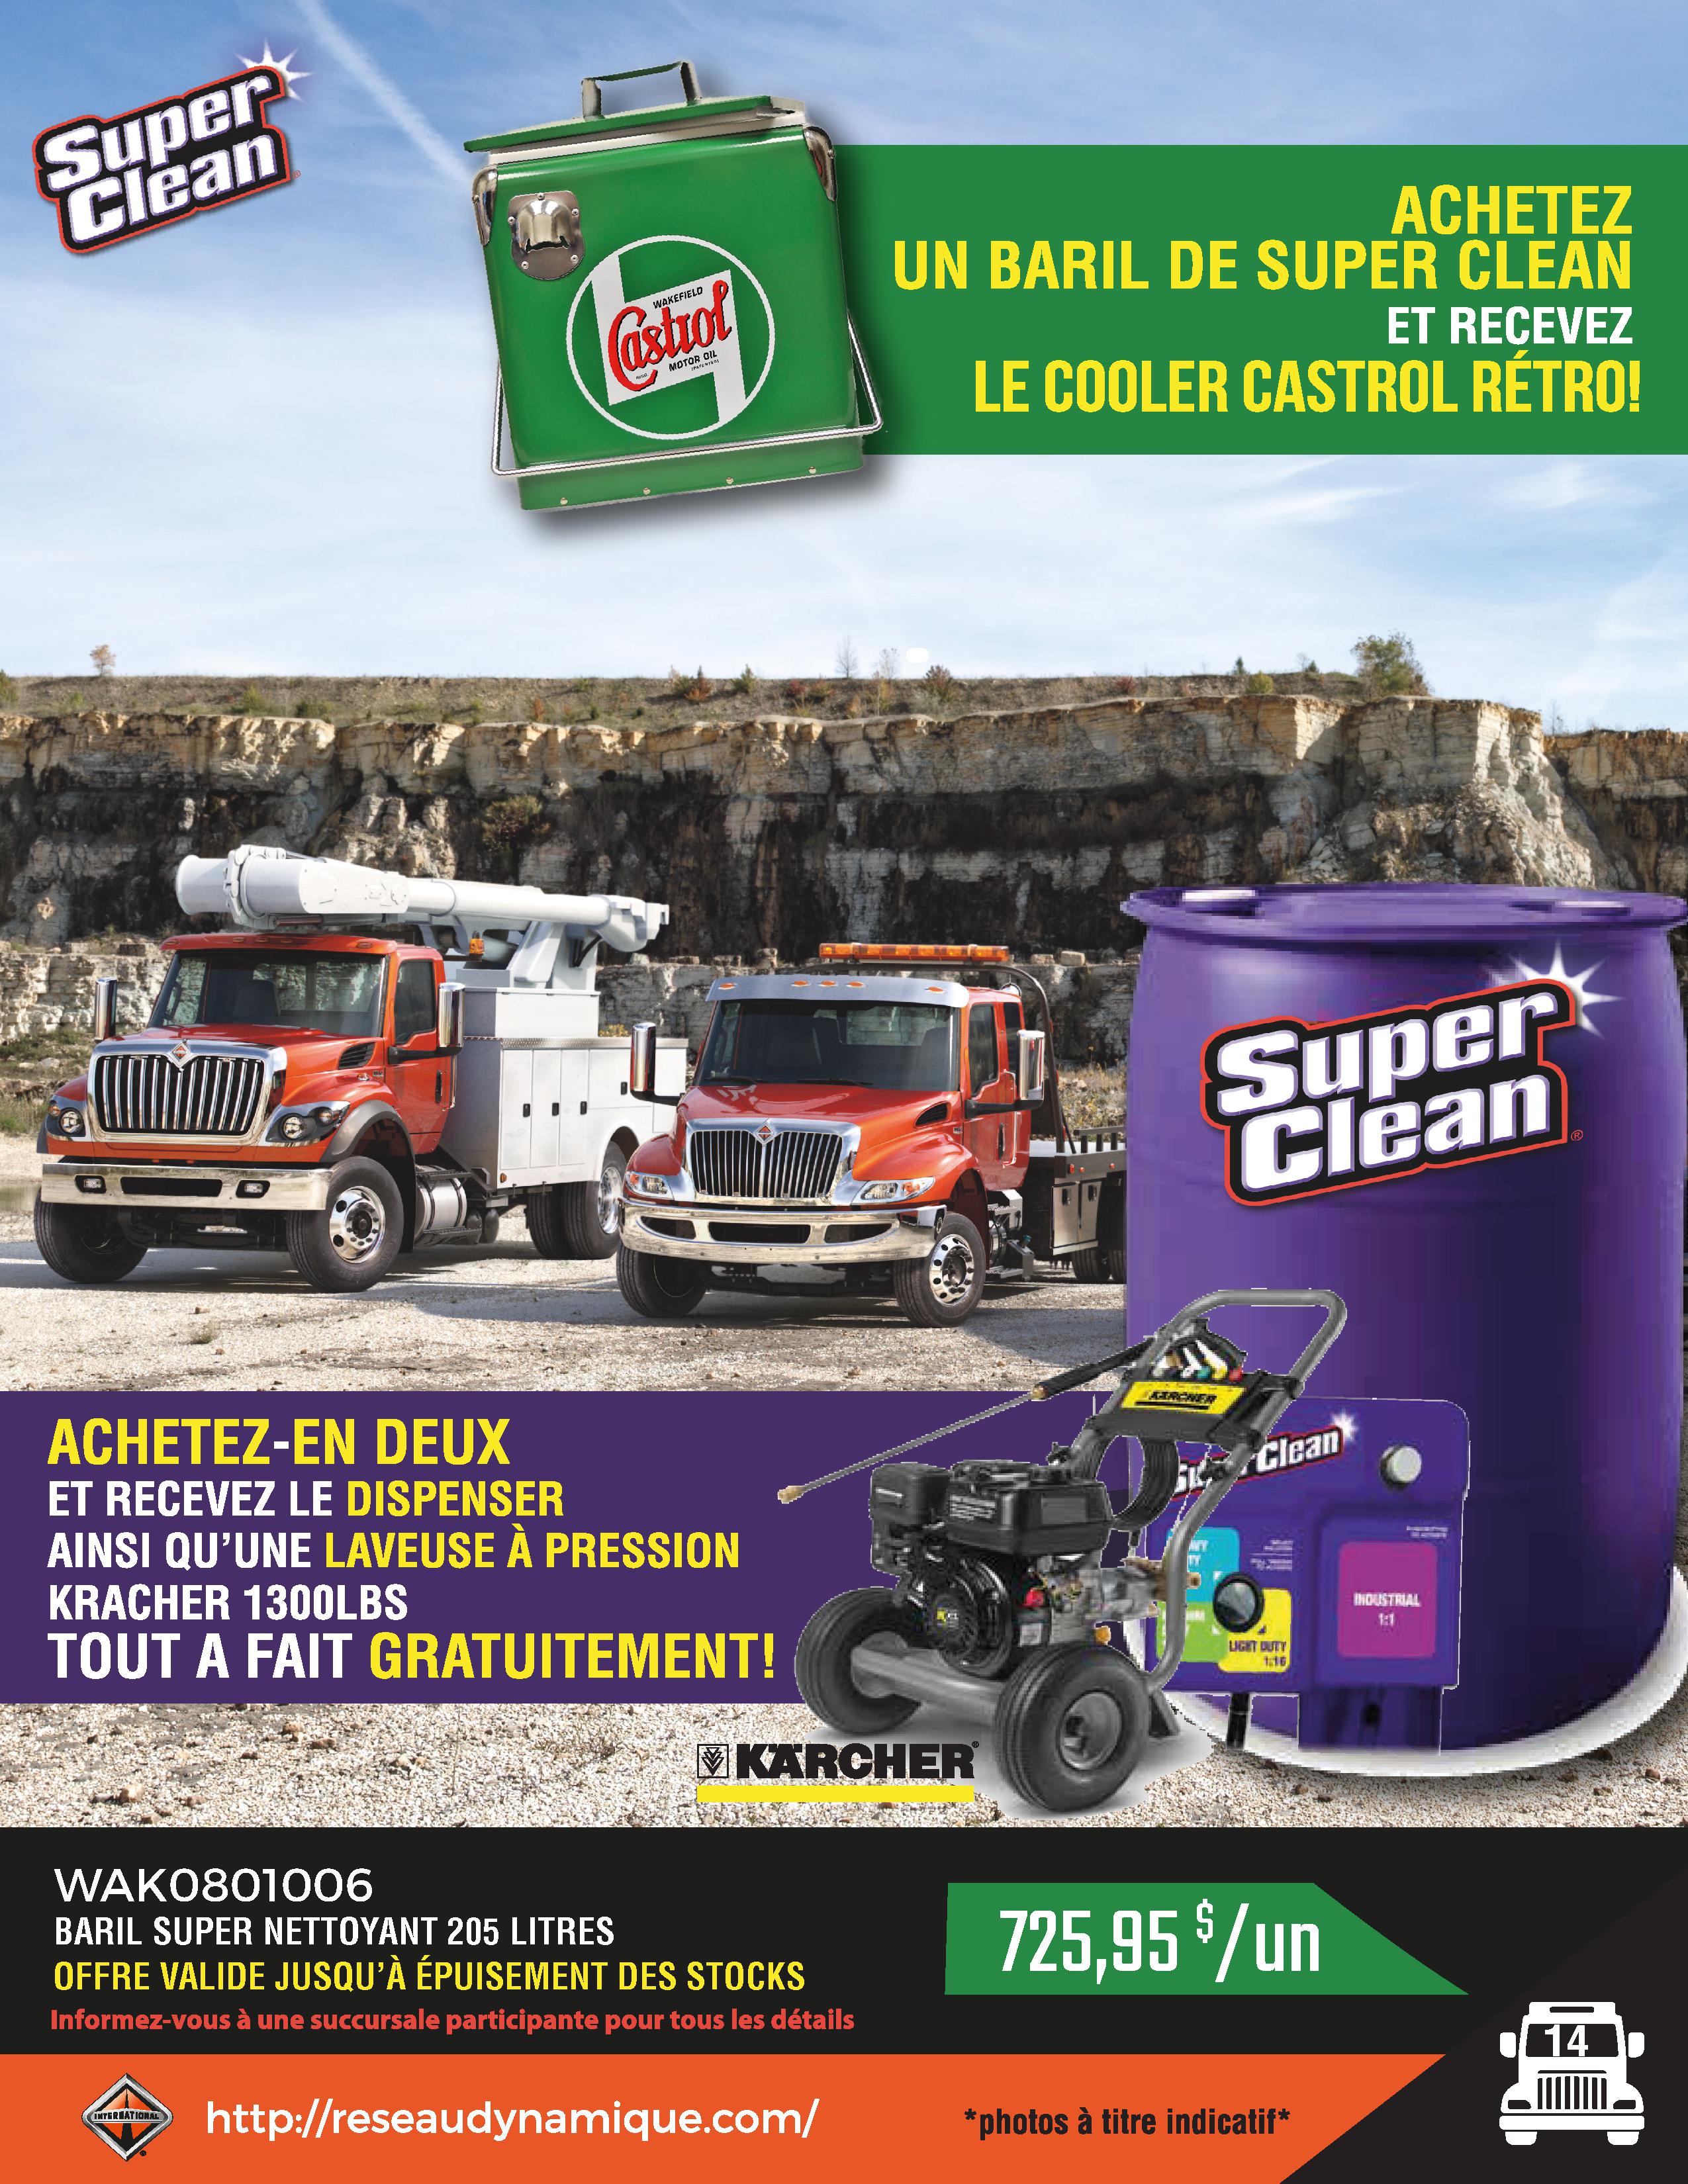 Super
Clean
ACHETEZ
UN BARIL DE SUPER CLEAN
ET RECEVEZ
LE COOLER CASTROL RÉTRO!
WAKEFIELD
Castrol
MOTOR OIL
Super
Clean
ACHETEZ-EN DEUX
ET RECEVEZ LE DISPENSER
AINSI QU'UNE LAVEUSE À PRESSION
KRACHER 1300LBS
TOUT A FAIT GRATUITEMENT!
KÄRCHER
Clean
INDUSTRIAL
1:1
LIGHT DUTY
1:16
KÄRCHER
WAK0801006
BARIL SUPER NETTOYANT 205 LITRES
OFFRE VALIDE JUSQU'À ÉPUISEMENT DES STOCKS
Informez-vous à une succursale participante pour tous les détails
725,95 $/un
14
INTERNATIONAL
http://reseaudynamique.com/
*photos à titre indicatif*